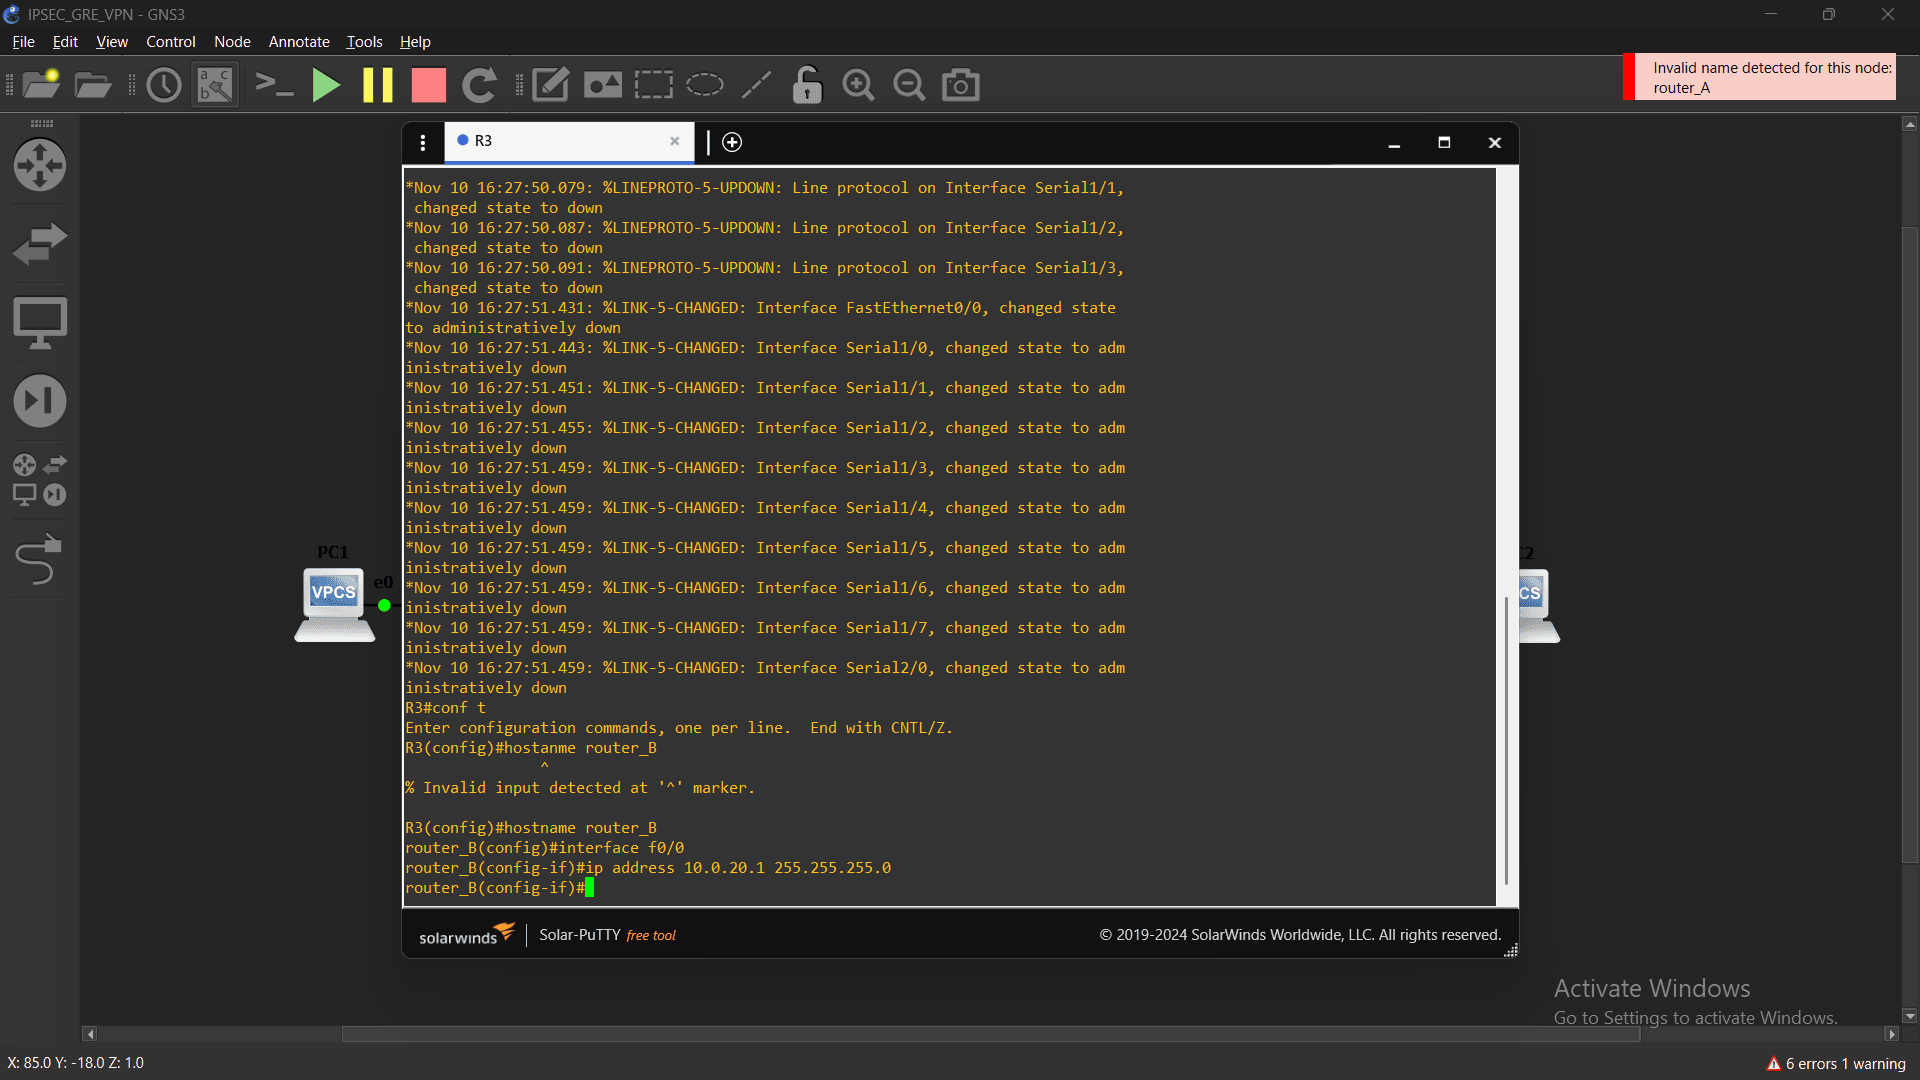 IPSEC_GRE_VPN - GNS3
File Edit View Control Node Annotate Tools Help
a c
b
Invalid name detected for this node:
router_A
R3
*Nov 10 16:27:50.079: %LINEPROTO-5-UPDOWN: Line protocol on Interface Serial1/1,
changed state to down
*Nov 10 16:27:50.087: %LINEPROTO-5-UPDOWN: Line protocol on Interface Serial1/2,
changed state to down
*Nov 10 16:27:50.091: %LINEPROTO-5-UPDOWN: Line protocol on Interface Serial1/3,
changed state to down
*Nov 10 16:27:51.431: %LINK-5-CHANGED: Interface FastEthernet0/0, changed state
to administratively down
*Nov 10 16:27:51.443: %LINK-5-CHANGED: Interface Serial1/0, changed state to adm
inistratively down
*Nov 10 16:27:51.451: %LINK-5-CHANGED: Interface Serial1/1, changed state to adm
inistratively down
*Nov 10 16:27:51.455: %LINK-5-CHANGED: Interface Serial1/2, changed state to adm
inistratively down
*Nov 10 16:27:51.459: %LINK-5-CHANGED: Interface Serial1/3, changed state to adm
inistratively down
*Nov 10 16:27:51.459: %LINK-5-CHANGED: Interface Serial1/4, changed state to adm
inistratively down
*Nov 10 16:27:51.459: %LINK-5-CHANGED: Interface Serial1/5, changed state to adm
inistratively down
*Nov 10 16:27:51.459: %LINK-5-CHANGED: Interface Serial1/6, changed state to adm
inistratively down
*Nov 10 16:27:51.459: %LINK-5-CHANGED: Interface Serial1/7, changed state to adm
inistratively down
*Nov 10 16:27:51.459: %LINK-5-CHANGED: Interface Serial2/0, changed state to adm
inistratively down
R3#conf t
Enter configuration commands, one per line.  End with CNTL/Z.
R3(config)#hostanme router_B
^
% Invalid input detected at '^' marker.
R3(config)#hostname router_B
router_B(config)#interface f0/0
router_B(config-if)#ip address 10.0.20.1 255.255.255.0
router_B(config-if)#
PC1
VPCS
e0
C2
CS
solarwinds
Solar-PuTTY free tool
© 2019-2024 SolarWinds Worldwide, LLC. All rights reserved.
Activate Windows
Go to Settings to activate Windows.
X: 85.0 Y: -18.0 Z: 1.0
6 errors 1 warning